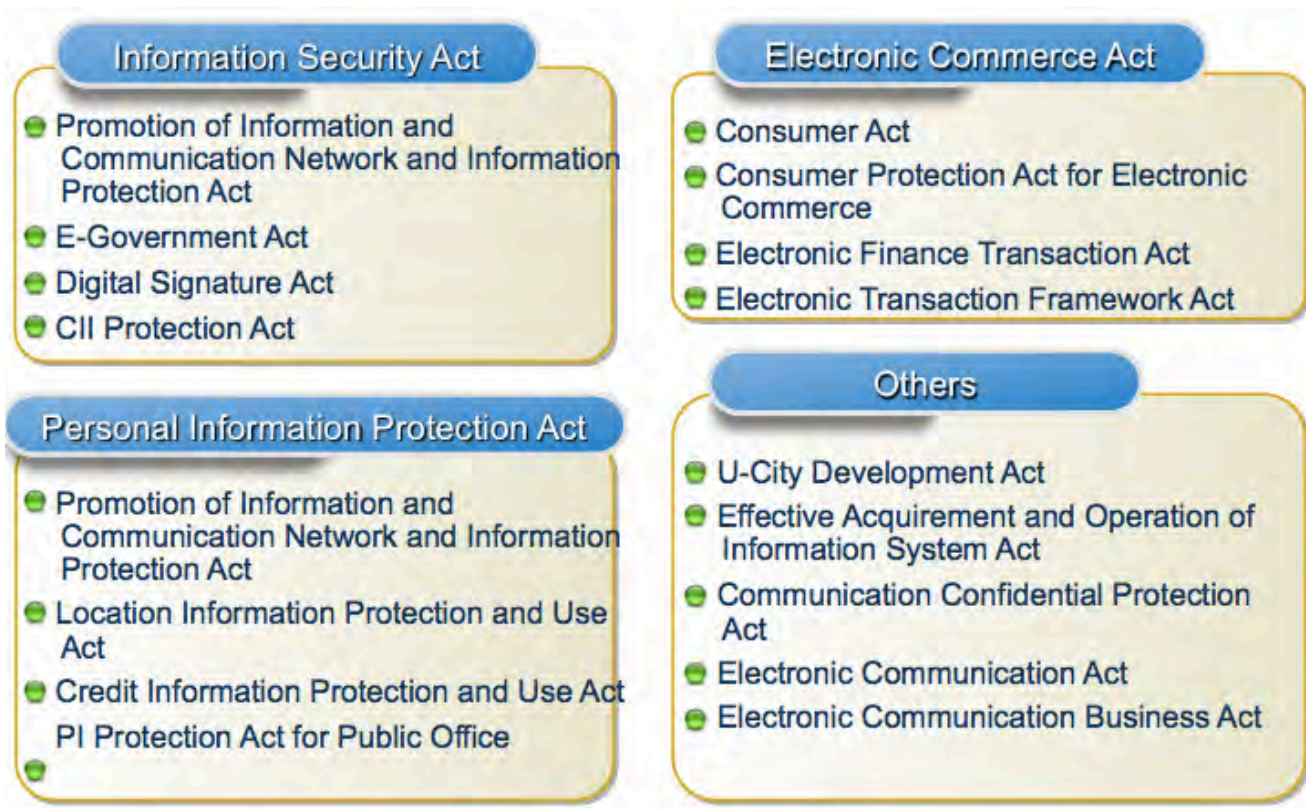 Information Security Act
Promotion of Information and
Communication Network and Information
Protection Act
E-Government Act
Digital Signature Act
CII Protection Act
Electronic Commerce Act
Consumer Act
Consumer Protection Act for Electronic
Commerce
Electronic Finance Transaction Act
Electronic Transaction Framework Act
Personal Information Protection Act
Promotion of Information and
Communication Network and Information
Protection Act
Location Information Protection and Use
Act
Credit Information Protection and Use Act
PI Protection Act for Public Office
Others
U-City Development Act
Effective Acquirement and Operation of
Information System Act
Communication Confidential Protection
Act
Electronic Communication Act
Electronic Communication Business Act